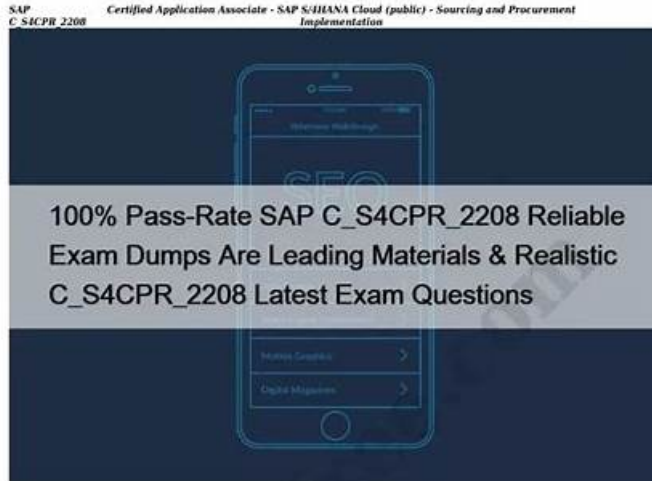 SAP Certified Application Associate - SAP S/4HANA Cloud (public) - Sourcing and Procurement
C_S4CPR_2208 Implementation
SEO
100% Pass-Rate SAP C_S4CPR_2208 Reliable
Exam Dumps Are Leading Materials & Realistic
C_S4CPR_2208 Latest Exam Questions
Motion Graphics
Digital Magazines